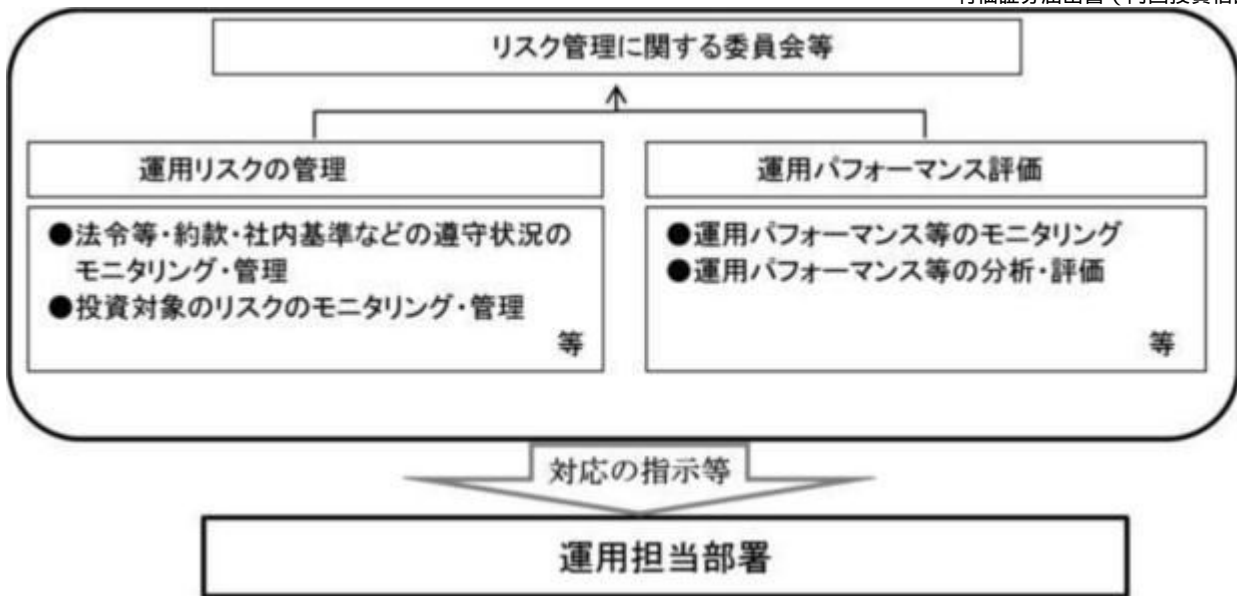 リスク管理に関する委員会等
運用リスクの管理
運用パフォーマンス評価
●法令等・約款・社内基準などの遵守状況の
モニタリング・管理
●投資対象のリスクのモニタリング・管理
等
●運用パフォーマンス等のモニタリング
●運用パフォーマンス等の分析・評価
等
対応の指示等
運用担当部署